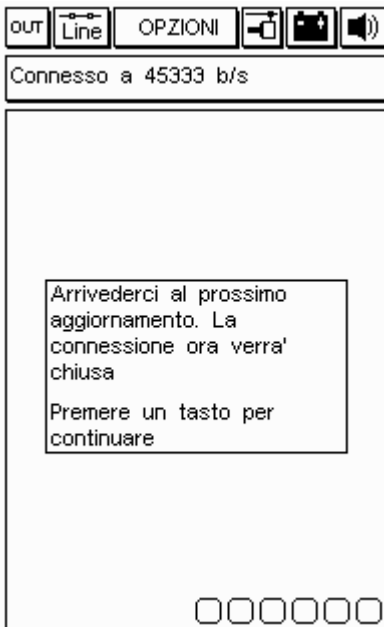 OUT Line OPZIONI
Connesso a 45333 b/s
Arrivederci al prossimo
aggiornamento. La
connessione ora verra'
chiusa
Premere un tasto per
continuare